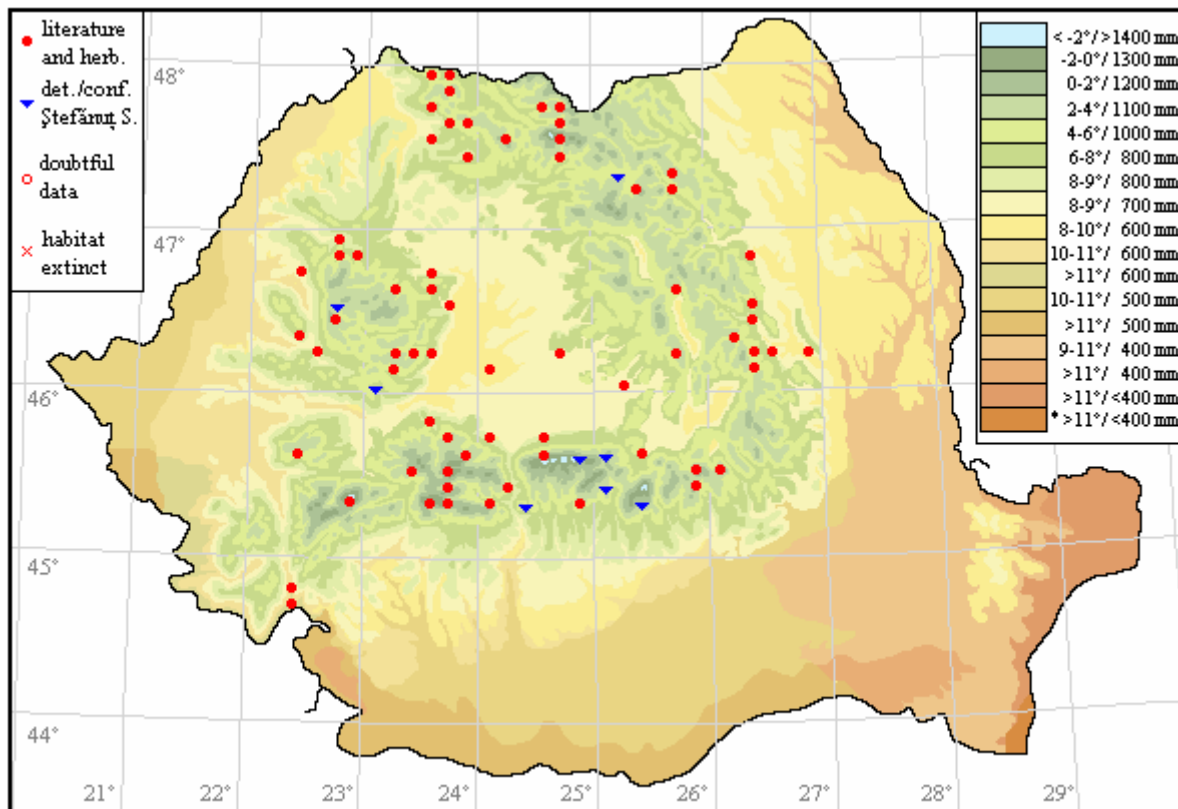 literature
and herb.
det./conf.
Ştefănuţ S.
doubtful
data
habitat
extinct
< -2°/>1400 mm
-2-0°/1300 mm
0-2°/1200 mm
2-4°/1100 mm
4-6°/1000 mm
6-8°/ 800 mm
8-9°/ 800 mm
8-9°/ 700 mm
8-10°/ 600 mm
10-11°/ 600 mm
>11°/ 600 mm
10-11°/ 500 mm
>11°/ 500 mm
9-11°/ 400 mm
>11°/ 400 mm
>11°/<400 mm
* >11°/<400 mm
48°
47°
46°
45°
44°
21°
22°
23°
24°
25°
26°
27°
28°
29°